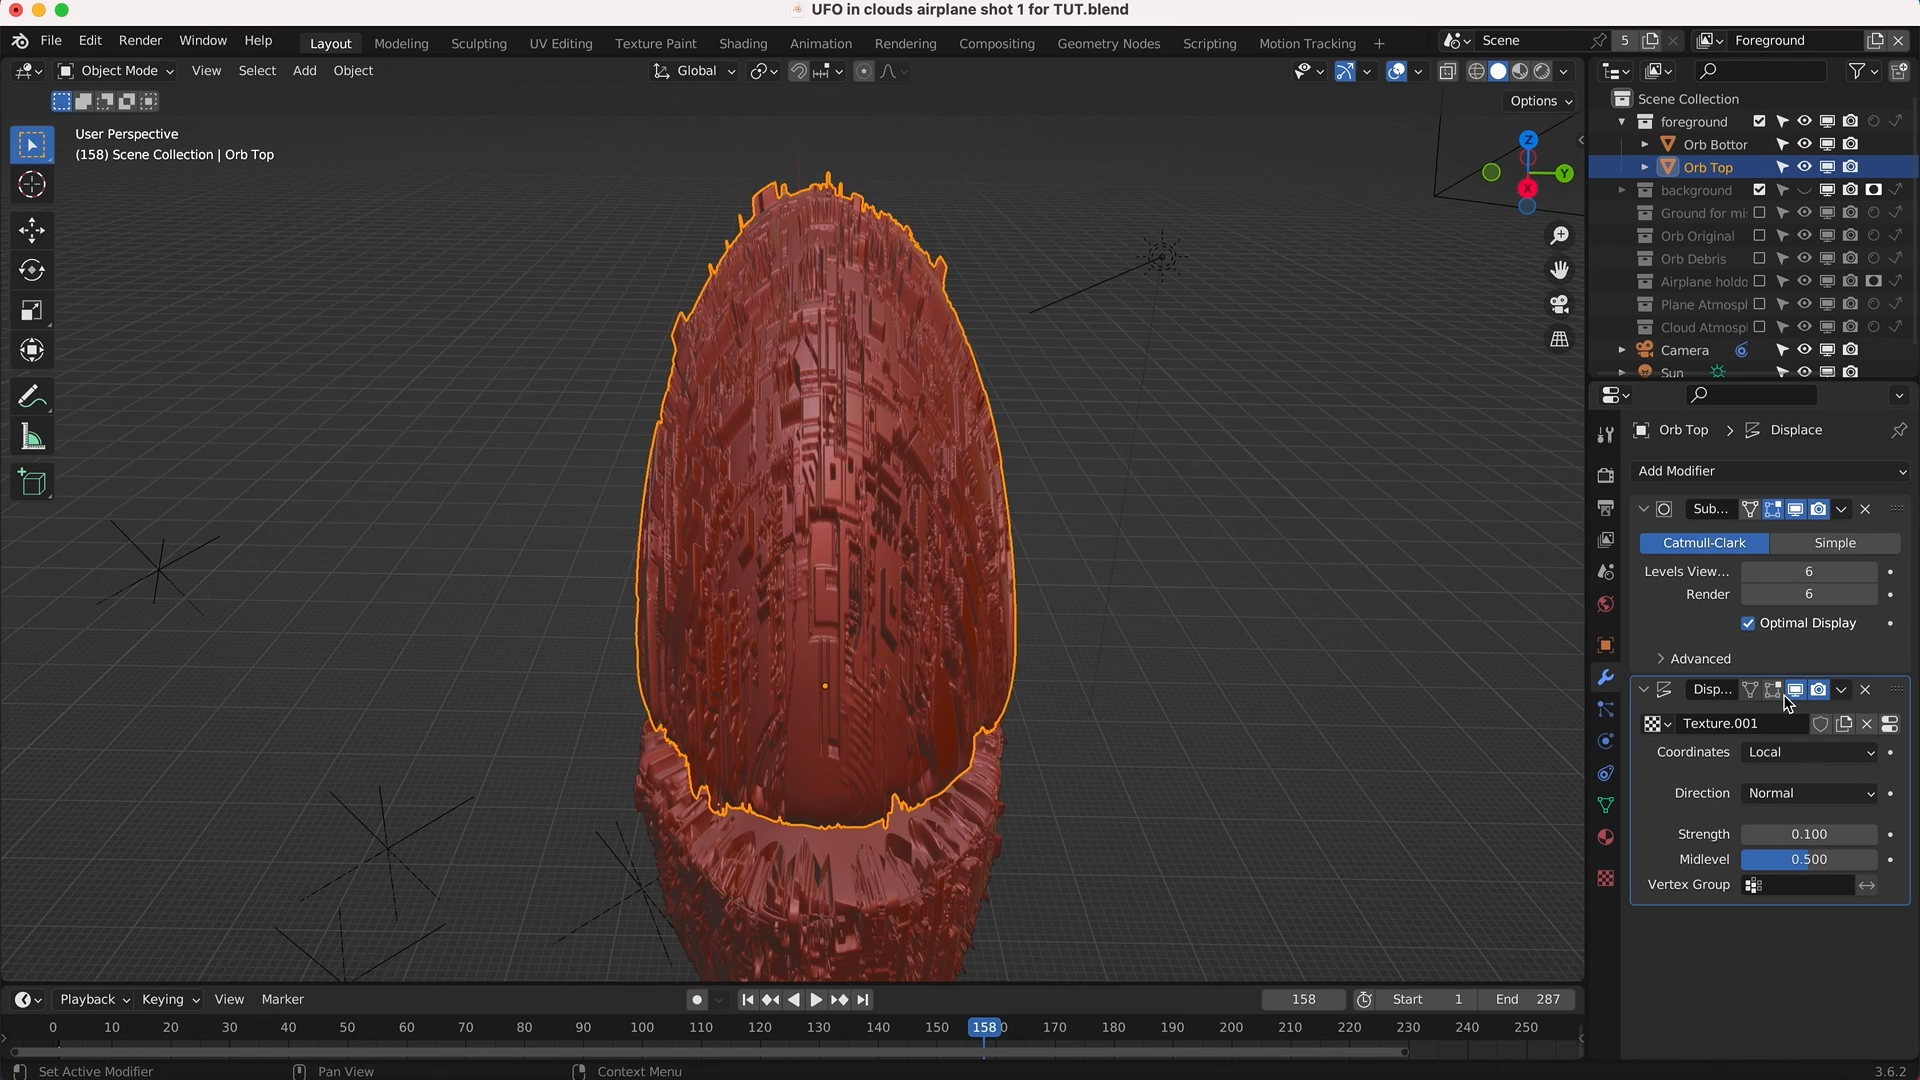 UFO in clouds airplane shot 1 for TUT.blend
File Edit Render Window Help Layout Modeling Sculpting UV Editing Texture Paint Shading Animation Rendering Compositing Geometry Nodes Scripting Motion Tracking + Scene 5 Foreground
Object Mode View Select Add Object Global
Options
User Perspective
(158) Scene Collection | Orb Top
Z
Y
X
Scene Collection
foreground
Orb Bottor
Orb Top
background
Ground for mi
Orb Original
Orb Debris
Airplane holdo
Plane Atmospl
Cloud Atmospl
Camera
Sun
Orb Top > Displace
Add Modifier
Sub...
Catmull-Clark Simple
Levels View... 6
Render 6
Optimal Display
Advanced
Disp...
Texture.001
Coordinates Local
Direction Normal
Strength 0.100
Midlevel 0.500
Vertex Group
Playback Keying View Marker 158 Start 1 End 287
0 10 20 30 40 50 60 70 80 90 100 110 120 130 140 150 158 0 170 180 190 200 210 220 230 240 250
Set Active Modifier Pan View Context Menu 3.6.2